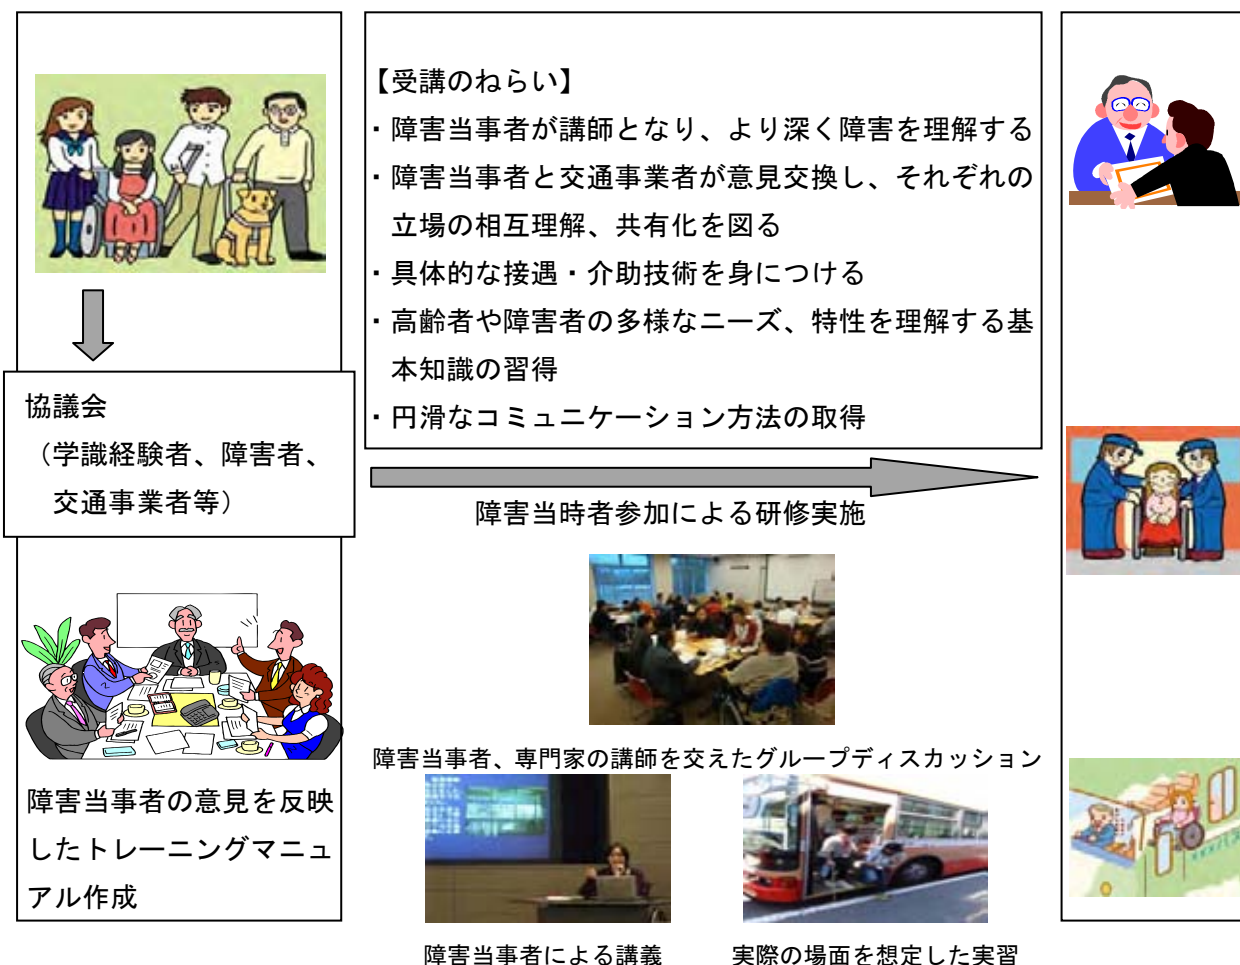 【受講のねらい】
・障害当事者が講師となり、より深く障害を理解する
・障害当事者と交通事業者が意見交換し、それぞれの
立場の相互理解、共有化を図る
・具体的な接遇・介助技術を身につける
・高齢者や障害者の多様なニーズ、特性を理解する基
本知識の習得
・円滑なコミュニケーション方法の取得
協議会
（学識経験者、障害者、
交通事業者等）
障害当時者参加による研修実施
障害当事者、専門家の講師を交えたグループディスカッション
障害当事者の意見を反映
したトレーニングマニュ
アル作成
障害当事者による講義
実際の場面を想定した実習